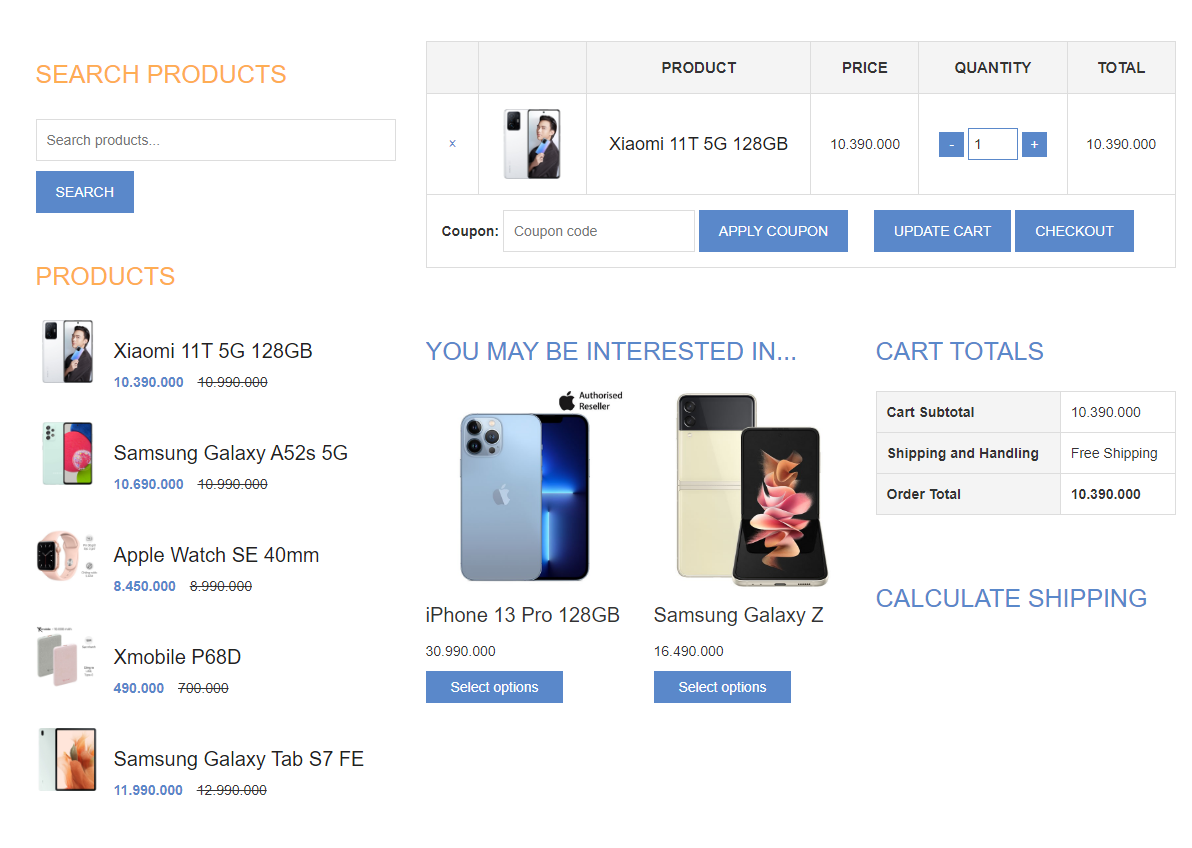 SEARCH PRODUCTS
Search products...
SEARCH
PRODUCTS
Xiaomi 11T 5G 128GB
10.390.000 10.990.000
Samsung Galaxy A52s 5G
10.690.000 10.990.000
Apple Watch SE 40mm
8.450.000 8.990.000
Xmobile P68D
490.000 700.000
Samsung Galaxy Tab S7 FE
11.990.000 12.990.000
PRODUCT PRICE QUANTITY TOTAL
x Xiaomi 11T 5G 128GB 10.390.000 - 1 + 10.390.000
Coupon: Coupon code APPLY COUPON UPDATE CART CHECKOUT
YOU MAY BE INTERESTED IN...
Authorised
Reseller
iPhone 13 Pro 128GB
30.990.000
Select options
Samsung Galaxy Z
16.490.000
Select options
CART TOTALS
Cart Subtotal 10.390.000
Shipping and Handling Free Shipping
Order Total 10.390.000
CALCULATE SHIPPING